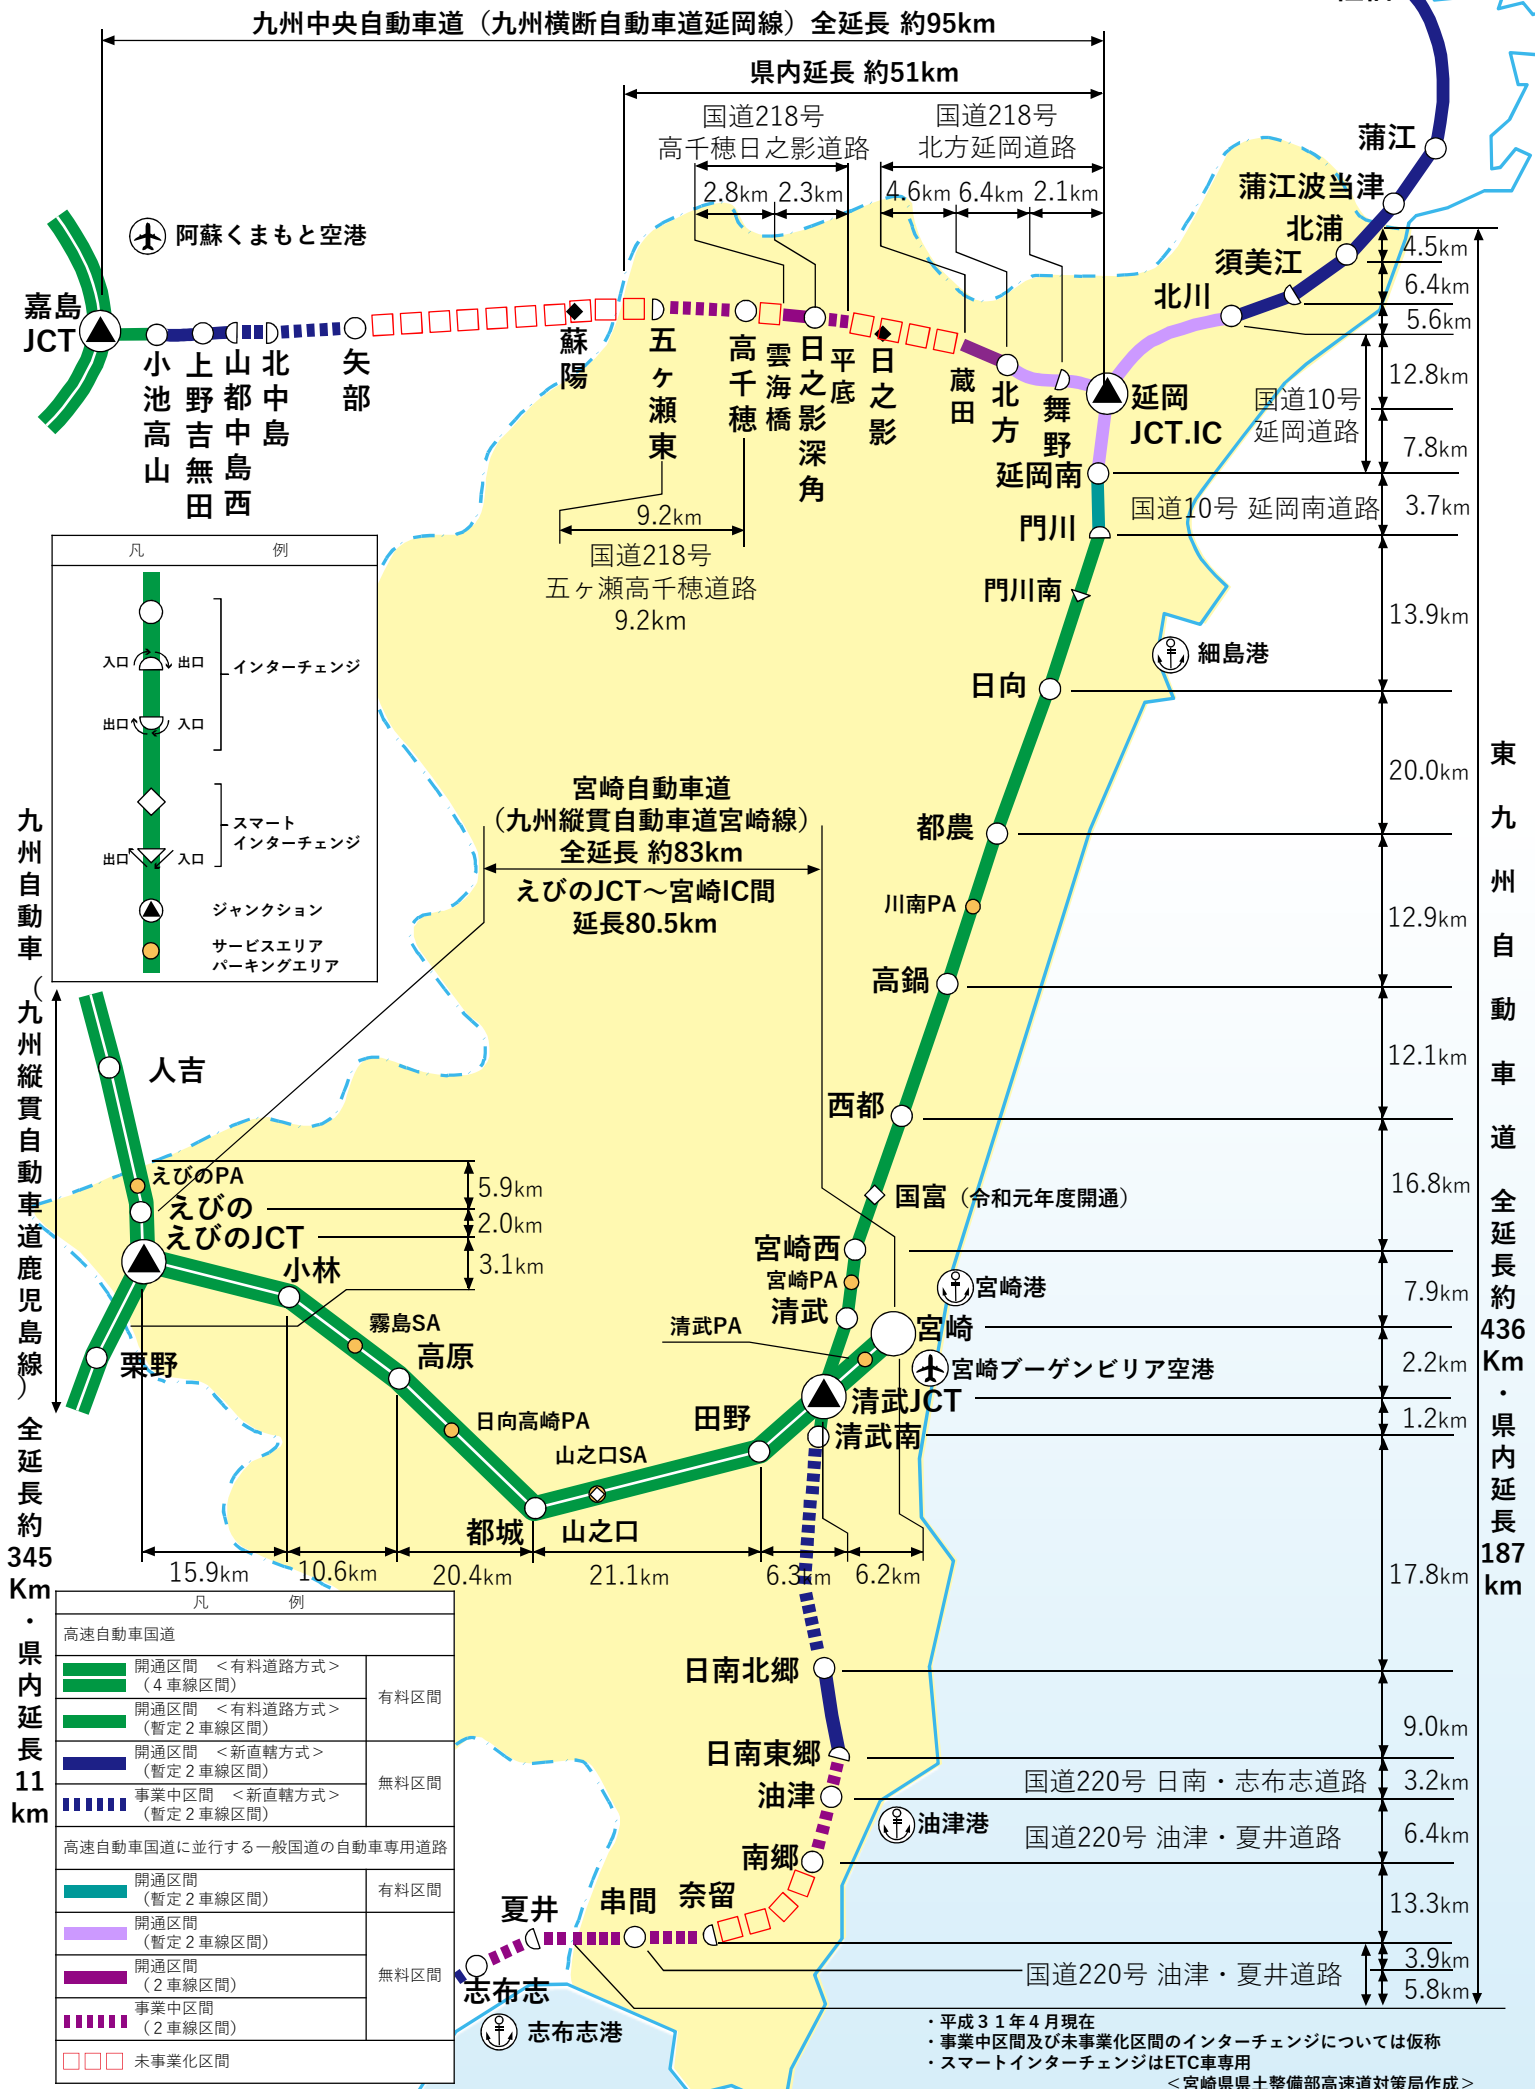 九州中央自動車道（九州横断自動車道延岡線）全延長 約95km
県内延長 約51km
国道218号
高千穂日之影道路
国道218号
北方延岡道路
2.8km
2.3km
4.6km
6.4km
2.1km
蒲江
蒲江波当津
北浦
須美江
北川
阿蘇くまもと空港
嘉島
JCT
小池高山
上野吉無田
山都中島西
北中島
矢部
蘇陽
五ヶ瀬東
高千穂
雲海橋
日之影深角
平底
日之影
蔵田
北方
舞野
延岡
JCT.IC
延岡南
門川
門川南
日向
都農
川南PA
高鍋
西都
国富（令和元年度開通）
宮崎西
宮崎PA
清武
清武PA
宮崎
清武JCT
清武南
田野
山之口SA
山之口
都城
日向高崎PA
高原
霧島SA
小林
えびのJCT
えびの
えびのPA
人吉
栗野
9.2km
国道218号
五ヶ瀬高千穂道路
9.2km
国道10号
延岡道路
国道10号 延岡南道路
細島港
宮崎港
宮崎ブーゲンビリア空港
油津港
志布志港
宮崎自動車道
（九州縦貫自動車道宮崎線）
全延長 約83km
えびのJCT～宮崎IC間
延長80.5km
5.9km
2.0km
3.1km
15.9km
10.6km
20.4km
21.1km
6.3km
6.2km
4.5km
6.4km
5.6km
12.8km
7.8km
3.7km
13.9km
20.0km
12.9km
12.1km
16.8km
7.9km
2.2km
1.2km
17.8km
9.0km
3.2km
6.4km
13.3km
3.9km
5.8km
東九州自動車道 全延長約436Km・県内延長187km
九州自動車（九州縦貫自動車道鹿児島線）全延長約345Km・県内延長11km
日南北郷
日南東郷
油津
南郷
奈留
串間
夏井
志布志
国道220号 日南・志布志道路
国道220号 油津・夏井道路
国道220号 油津・夏井道路
凡 例
入口 出口
インターチェンジ
出口 入口
スマート
インターチェンジ
出口 入口
ジャンクション
サービスエリア
パーキングエリア
凡 例
高速自動車国道
開通区間 ＜有料道路方式＞
（４車線区間）
有料区間
開通区間 ＜有料道路方式＞
（暫定２車線区間）
開通区間 ＜新直轄方式＞
（暫定２車線区間）
無料区間
事業中区間 ＜新直轄方式＞
（暫定２車線区間）
高速自動車国道に並行する一般国道の自動車専用道路
開通区間
（暫定２車線区間）
有料区間
開通区間
（暫定２車線区間）
開通区間
（２車線区間）
無料区間
事業中区間
（２車線区間）
未事業化区間
・平成３１年４月現在
・事業中区間及び未事業化区間のインターチェンジについては仮称
・スマートインターチェンジはETC車専用
＜宮崎県県土整備部高速道対策局作成＞